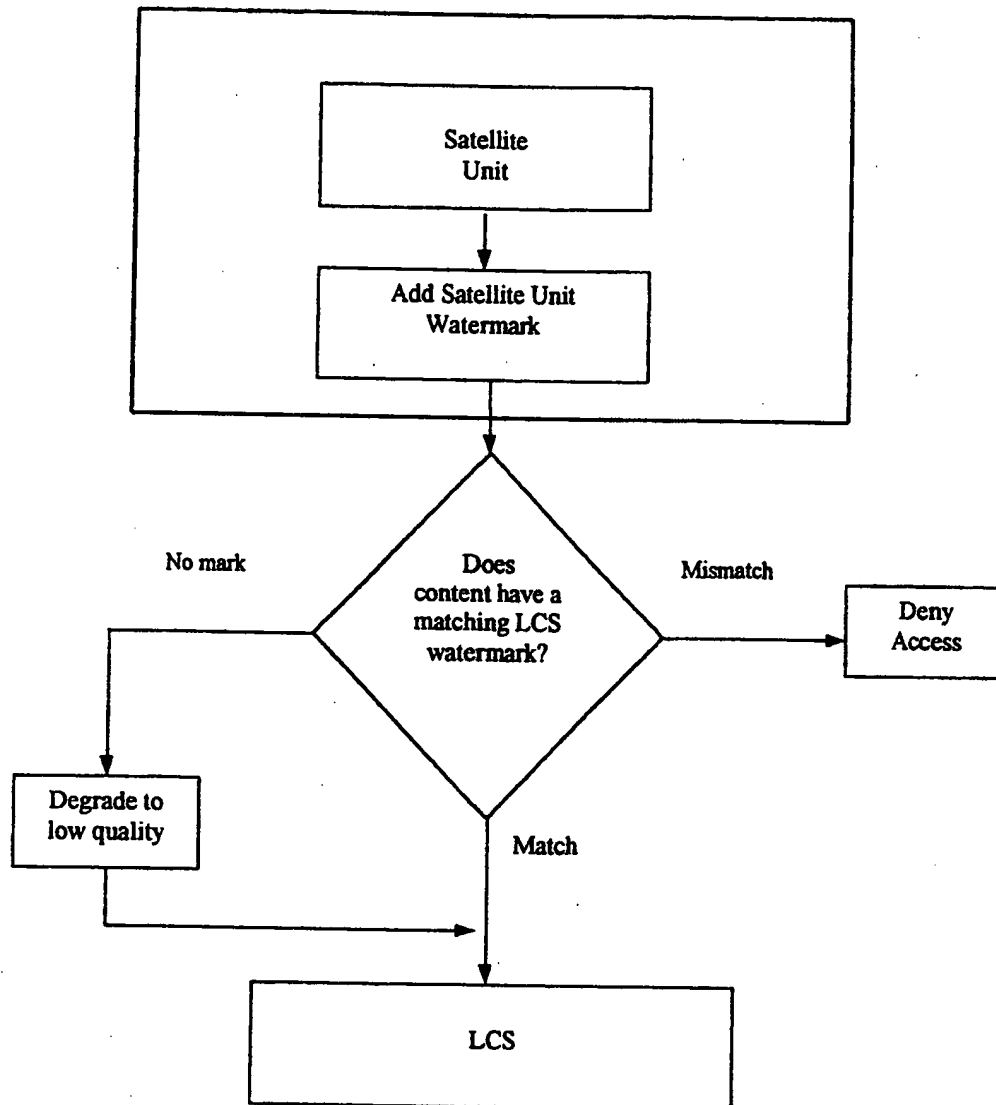 Satellite
Unit
Add Satellite Unit
Watermark
Does
content have a
matching LCS
watermark?
No mark
Mismatch
Deny
Access
Degrade to
low quality
Match
LCS